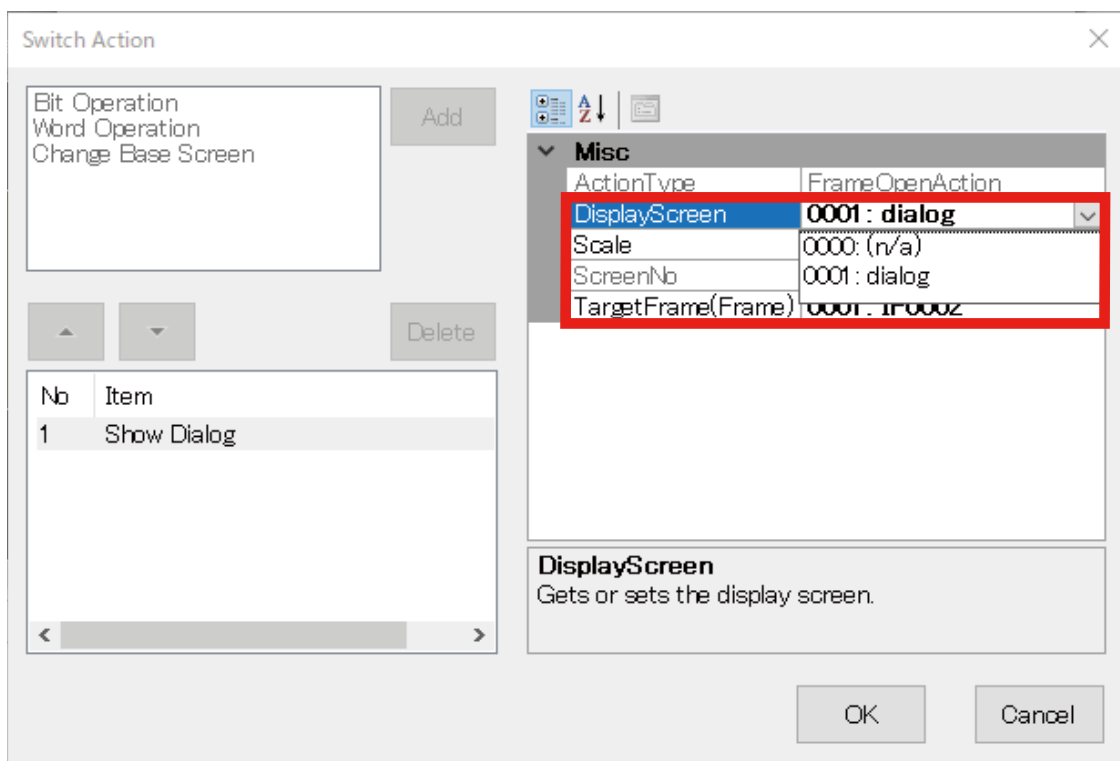 Switch Action
Bit Operation
Word Operation
Change Base Screen
Add
Delete
No Item
1 Show Dialog
Misc
ActionType FrameOpenAction
DisplayScreen 0001 : dialog
Scale 0000: (n/a)
ScreenNo 0001 : dialog
TargetFrame(Frame) 0001 : IF0002
DisplayScreen
Gets or sets the display screen.
OK Cancel